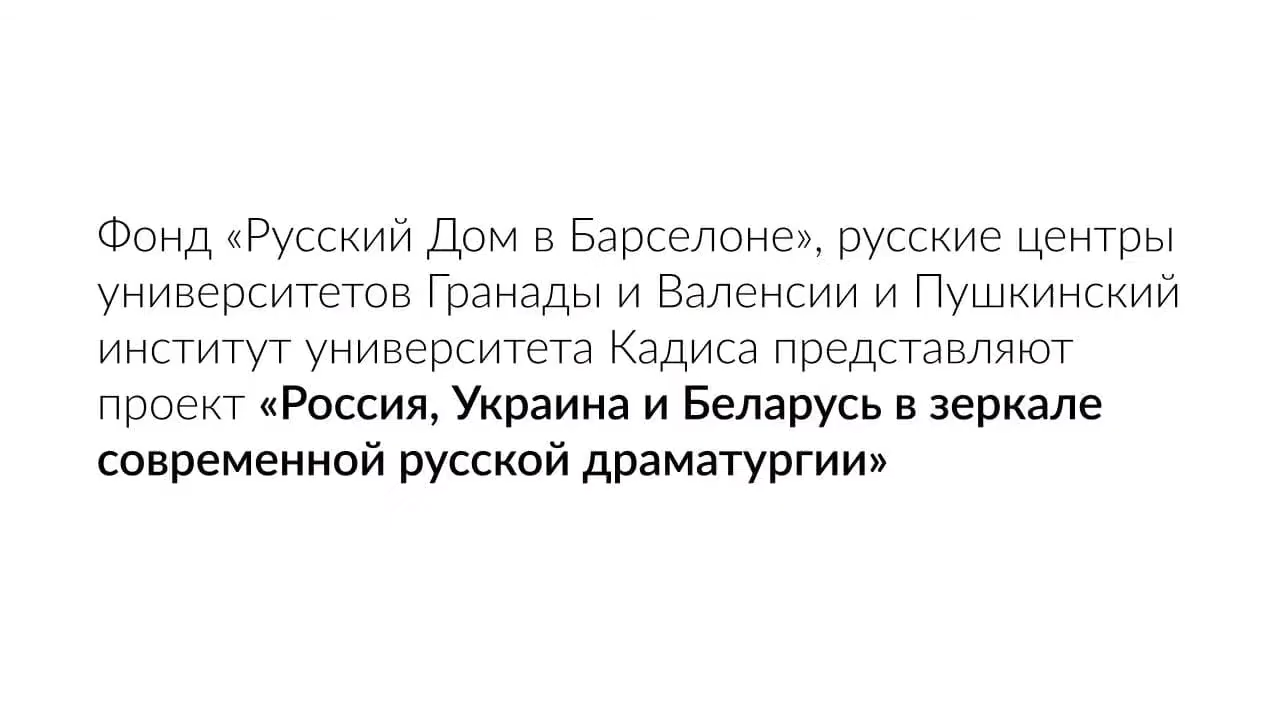 Фонд «Русский Дом в Барселоне», русские центры
университетов Гранады и Валенсии и Пушкинский
институт университета Кадиса представляют
проект «Россия, Украина и Беларусь в зеркале
современной русской драматургии»